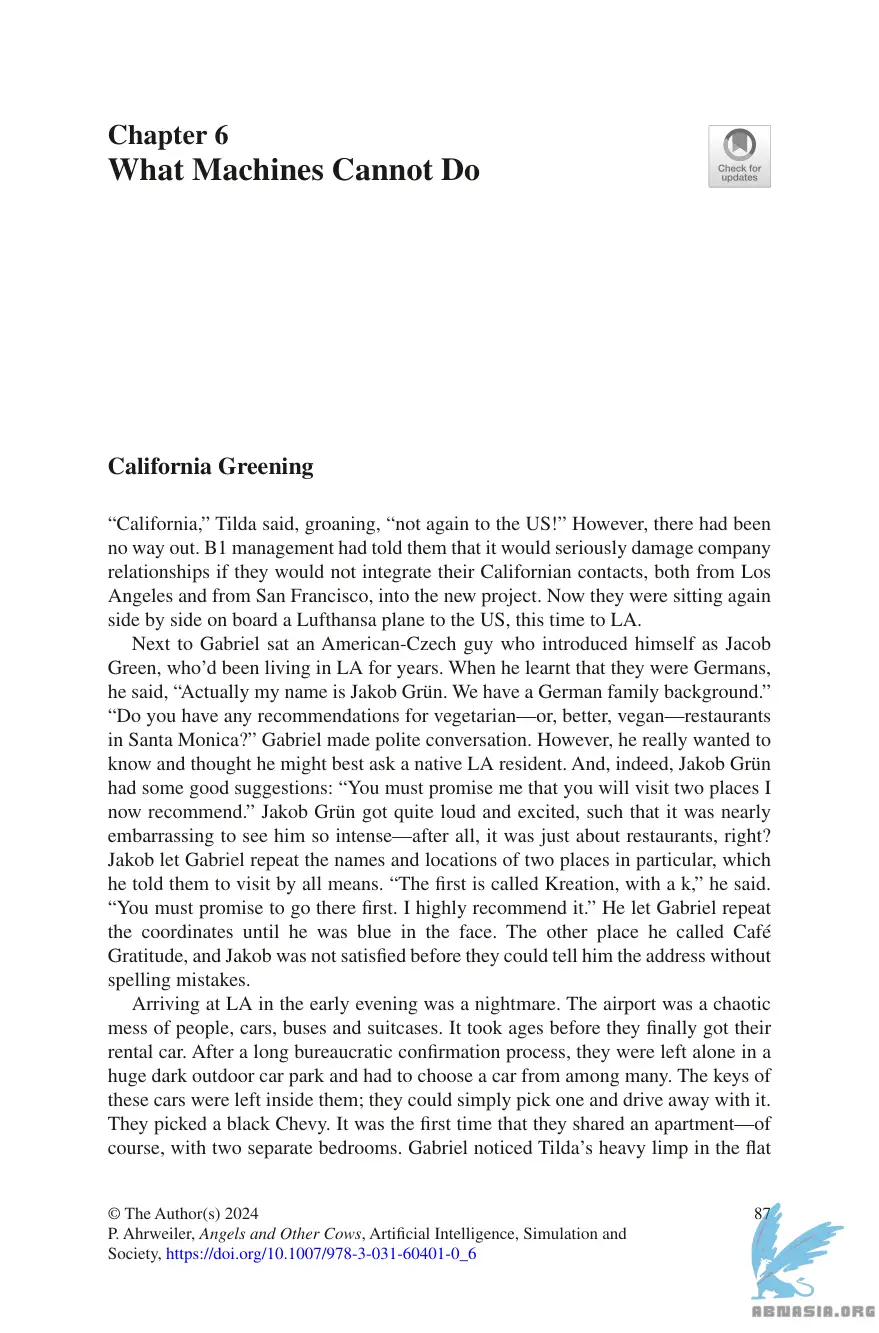 Chapter 6
What Machines Cannot Do
Check for
updates
California Greening
“California,” Tilda said, groaning, “not again to the US!” However, there had been
no way out. B1 management had told them that it would seriously damage company
relationships if they would not integrate their Californian contacts, both from Los
Angeles and from San Francisco, into the new project. Now they were sitting again
side by side on board a Lufthansa plane to the US, this time to LA.
Next to Gabriel sat an American-Czech guy who introduced himself as Jacob
Green, who’d been living in LA for years. When he learnt that they were Germans,
he said, “Actually my name is Jakob Grün. We have a German family background.”
“Do you have any recommendations for vegetarian—or, better, vegan—restaurants
in Santa Monica?” Gabriel made polite conversation. However, he really wanted to
know and thought he might best ask a native LA resident. And, indeed, Jakob Grün
had some good suggestions: “You must promise me that you will visit two places I
now recommend.” Jakob Grün got quite loud and excited, such that it was nearly
embarrassing to see him so intense—after all, it was just about restaurants, right?
Jakob let Gabriel repeat the names and locations of two places in particular, which
he told them to visit by all means. “The first is called Kreation, with a k,” he said.
“You must promise to go there first. I highly recommend it.” He let Gabriel repeat
the coordinates until he was blue in the face. The other place he called Café
Gratitude, and Jakob was not satisfied before they could tell him the address without
spelling mistakes.
Arriving at LA in the early evening was a nightmare. The airport was a chaotic
mess of people, cars, buses and suitcases. It took ages before they finally got their
rental car. After a long bureaucratic confirmation process, they were left alone in a
huge dark outdoor car park and had to choose a car from among many. The keys of
these cars were left inside them; they could simply pick one and drive away with it.
They picked a black Chevy. It was the first time that they shared an apartment—of
course, with two separate bedrooms. Gabriel noticed Tilda’s heavy limp in the flat
© The Author(s) 2024
87
P. Ahrweiler, Angels and Other Cows, Artificial Intelligence, Simulation and
Society, https://doi.org/10.1007/978-3-031-60401-0_6
ABNASIA.ORG